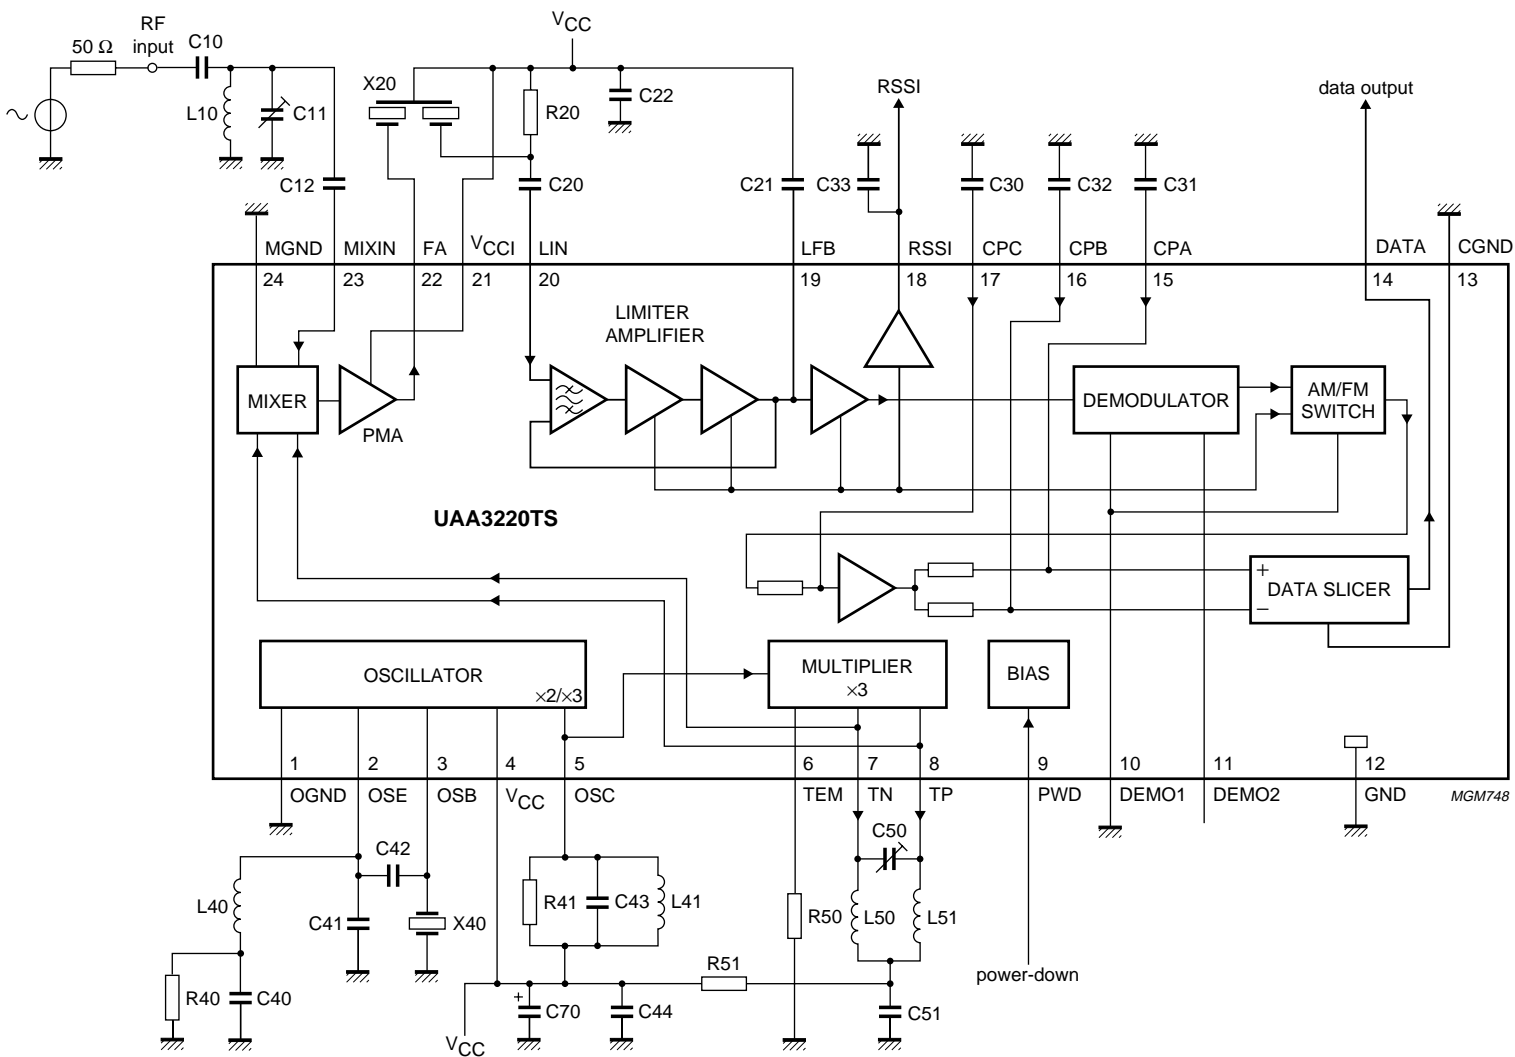 VCC
RF
input
50 Ω
C10
X20
L10
C11
R20
C22
RSSI
data output
C12
C20
C21
C33
C30
C32
C31
MGND
MIXIN
FA
VCCI
LIN
LFB
RSSI
CPC
CPB
CPA
DATA
CGND
24
23
22
21
20
19
18
17
16
15
14
13
LIMITER
AMPLIFIER
MIXER
PMA
DEMODULATOR
AM/FM
SWITCH
UAA3220TS
+
DATA SLICER
−
OSCILLATOR
×2/×3
MULTIPLIER
×3
BIAS
1
2
3
4
5
6
7
8
9
10
11
12
OGND
OSE
OSB
VCC
OSC
TEM
TN
TP
PWD
DEMO1
DEMO2
GND
MGM748
C42
C50
L40
C41
X40
R41
C43
L41
R50
L50
L51
R40
C40
R51
power-down
+
C70
C44
C51
VCC